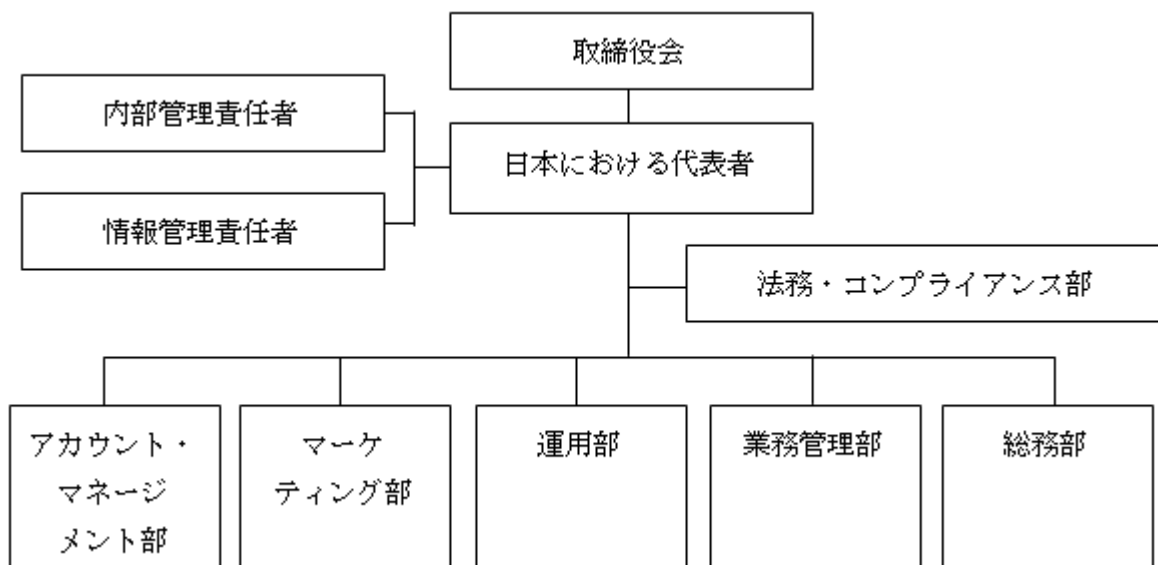 取締役会
内部管理責任者
日本における代表者
情報管理責任者
法務・コンプライアンス部
アカウント・
マネージ
メント部
マーケ
ティング部
運用部
業務管理部
総務部